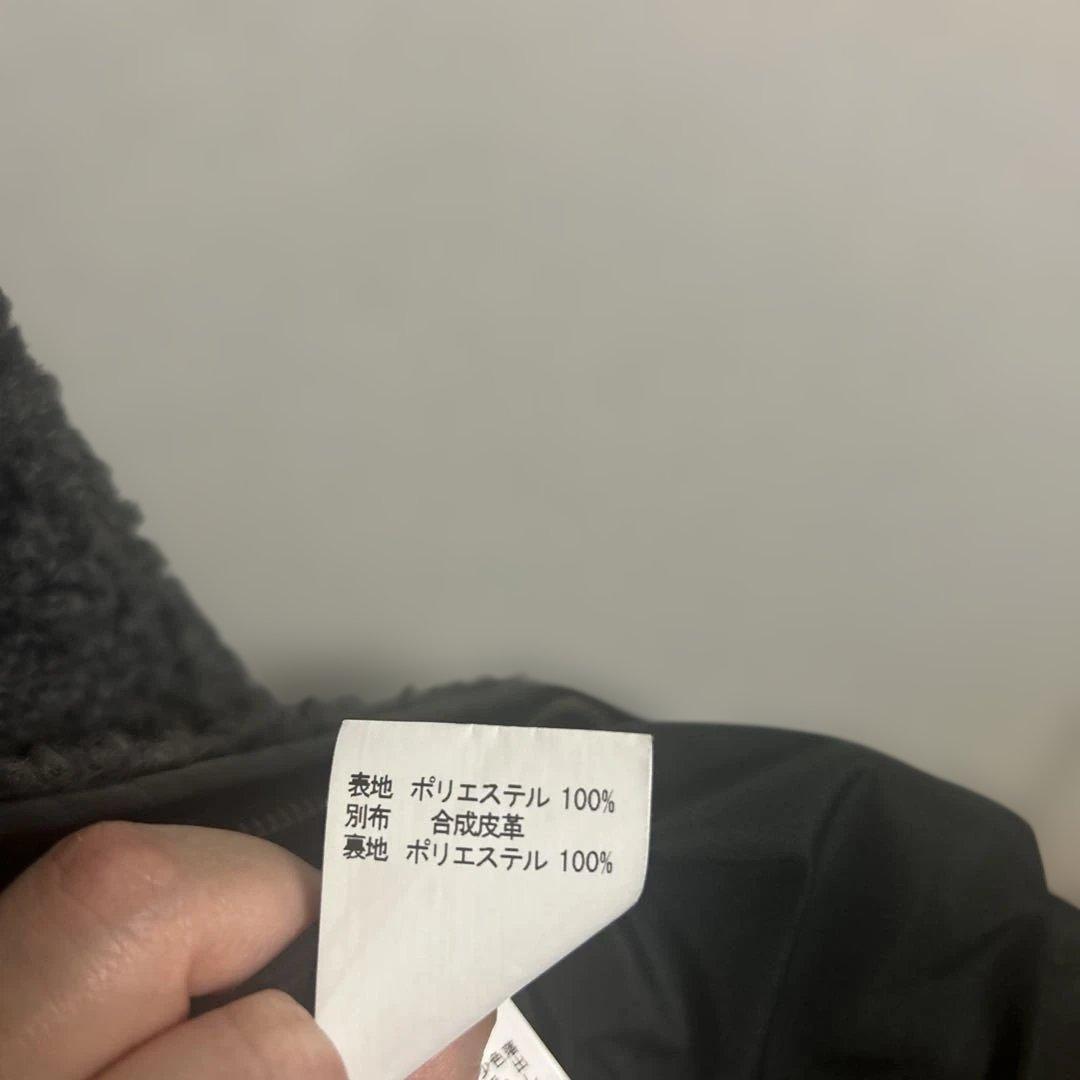 表地 ポリエステル 100%
別布 合成皮革
裏地 ポリエステル 100%